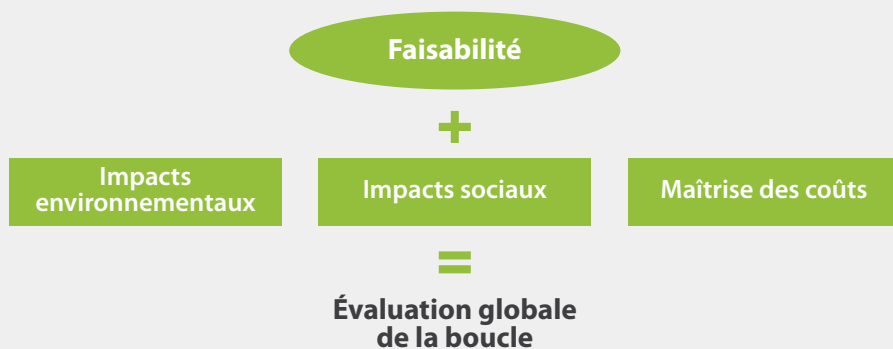 Faisabilité
+
Impacts
environnementaux
Impacts sociaux
Maîtrise des coûts
=
Évaluation globale
de la boucle